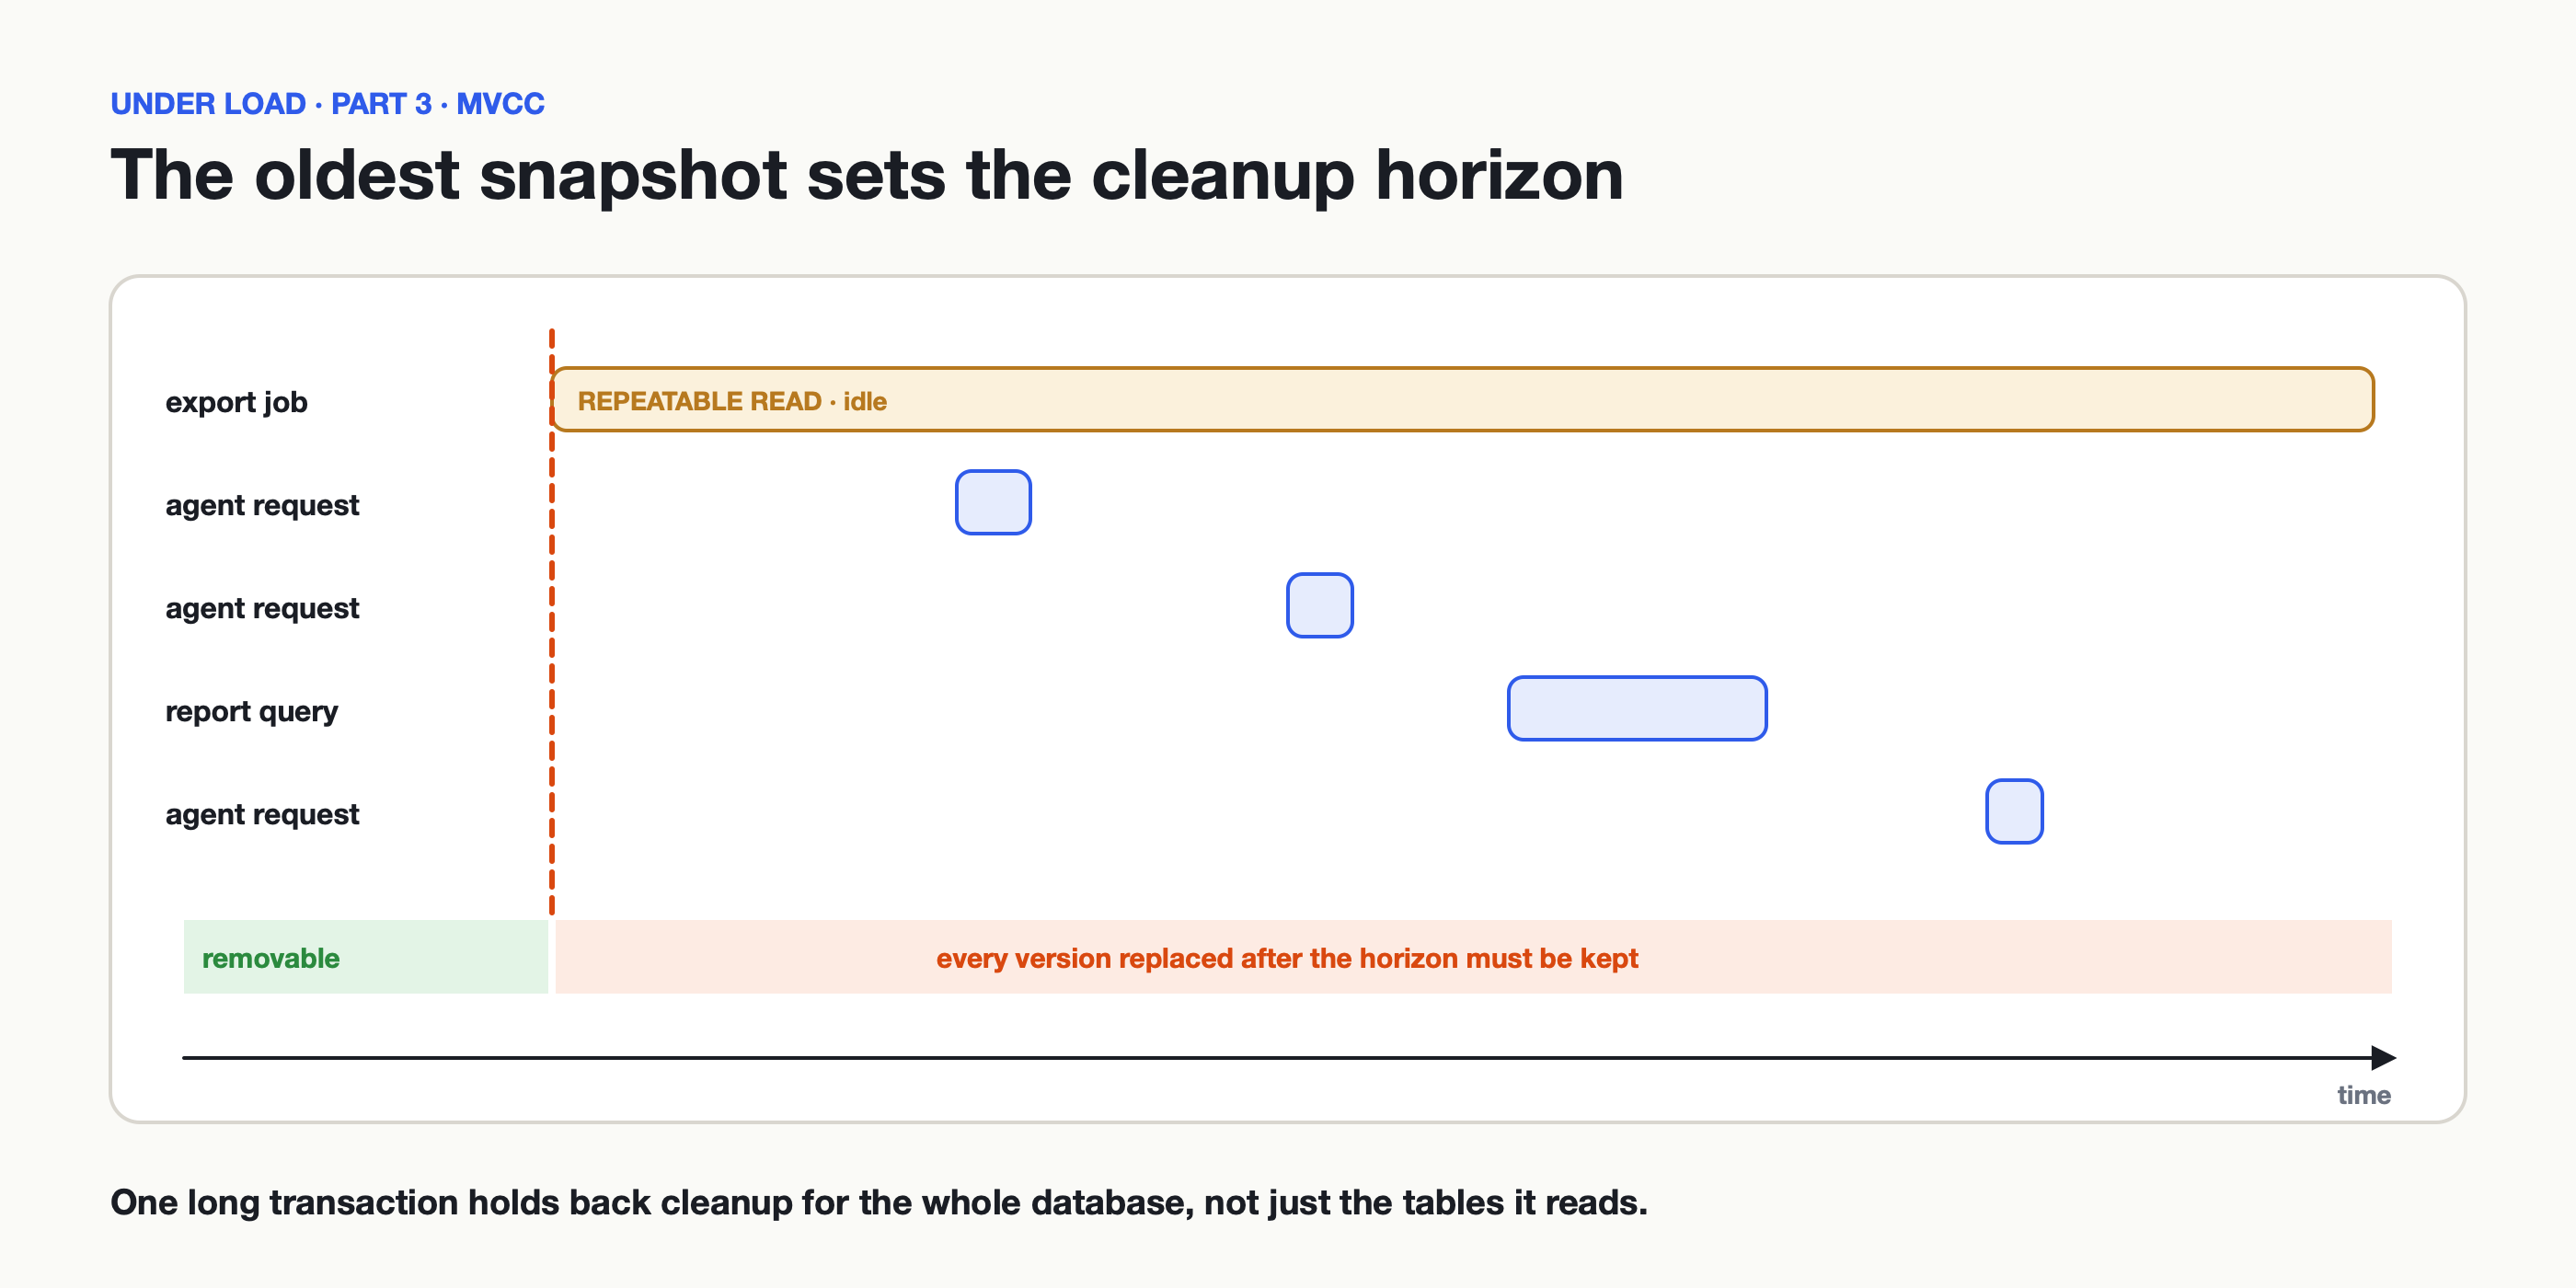 UNDER LOAD · PART 3 · MVCC
The oldest snapshot sets the cleanup horizon
export job
REPEATABLE READ · idle
agent request
agent request
report query
agent request
removable
every version replaced after the horizon must be kept
time
One long transaction holds back cleanup for the whole database, not just the tables it reads.